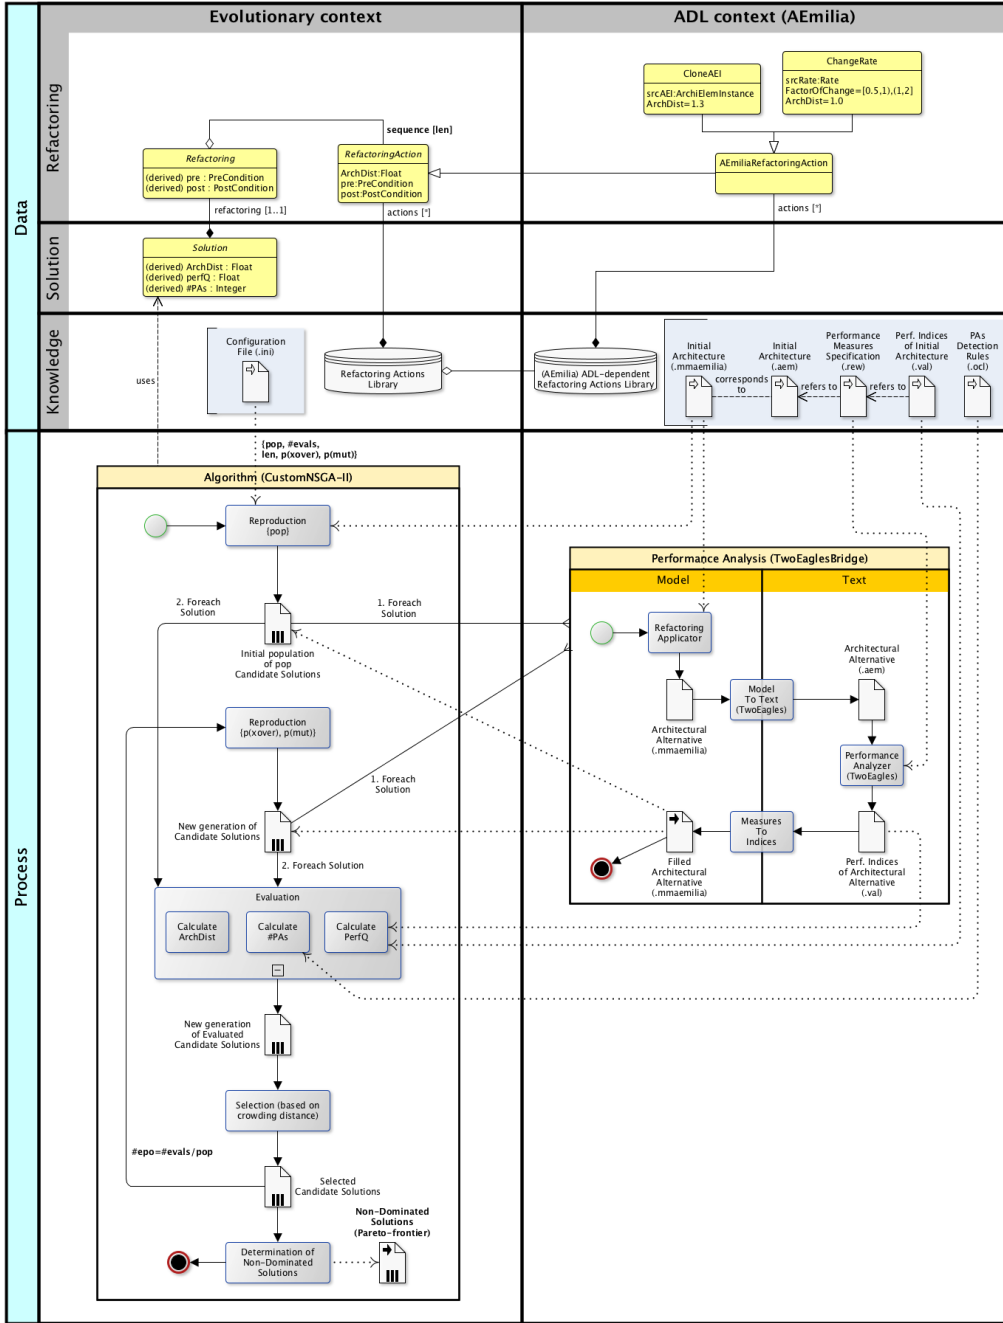 Evolutionary context
ADL context (AEmilia)
Data
Refactoring
Solution
Knowledge
Process
CloneAEI
srcAEI:ArchiElemInstance
ArchDist=1.3
ChangeRate
srcRate:Rate
FactorOfChange=[0.5,1),(1,2]
ArchDist=1.0
sequence [len]
Refactoring
(derived) pre : PreCondition
(derived) post : PostCondition
RefactoringAction
ArchDist:Float
pre:PreCondition
post:PostCondition
AEmiliaRefactoringAction
refactoring [1..1]
actions [*]
actions [*]
Solution
(derived) ArchDist : Float
(derived) perfQ : Float
(derived) #PAs : Integer
uses
Configuration
File (.ini)
Refactoring Actions
Library
(AEmilia) ADL-dependent
Refactoring Actions Library
Initial
Architecture
(.mmaemilia)
corresponds
to
Initial
Architecture
(.aem)
refers to
Performance
Measures
Specification
(.rew)
refers to
Perf. Indices
of Initial
Architecture
(.val)
PAs
Detection
Rules
(.ocl)
{pop, #evals,
len, p(xover), p(mut)}
Algorithm (CustomNSGA-II)
Reproduction
{pop}
2. Foreach
Solution
1. Foreach
Solution
Initial population
of pop
Candidate Solutions
Reproduction
{p(xover), p(mut)}
1. Foreach
Solution
New generation of
Candidate Solutions
2. Foreach Solution
Evaluation
Calculate
ArchDist
Calculate
#PAs
Calculate
PerfQ
New generation
of Evaluated
Candidate Solutions
Selection (based on
crowding distance)
#epo=#evals/pop
Selected
Candidate Solutions
Non-Dominated
Solutions
(Pareto-frontier)
Determination of
Non-Dominated
Solutions
Performance Analysis (TwoEaglesBridge)
Model
Text
Refactoring
Applicator
Architectural
Alternative
(.mmaemilia)
Model
To Text
(TwoEagles)
Architectural
Alternative
(.aem)
Performance
Analyzer
(TwoEagles)
Measures
To
Indices
Filled
Architectural
Alternative
(.mmaemilia)
Perf. Indices
of Architectural
Alternative
(.val)